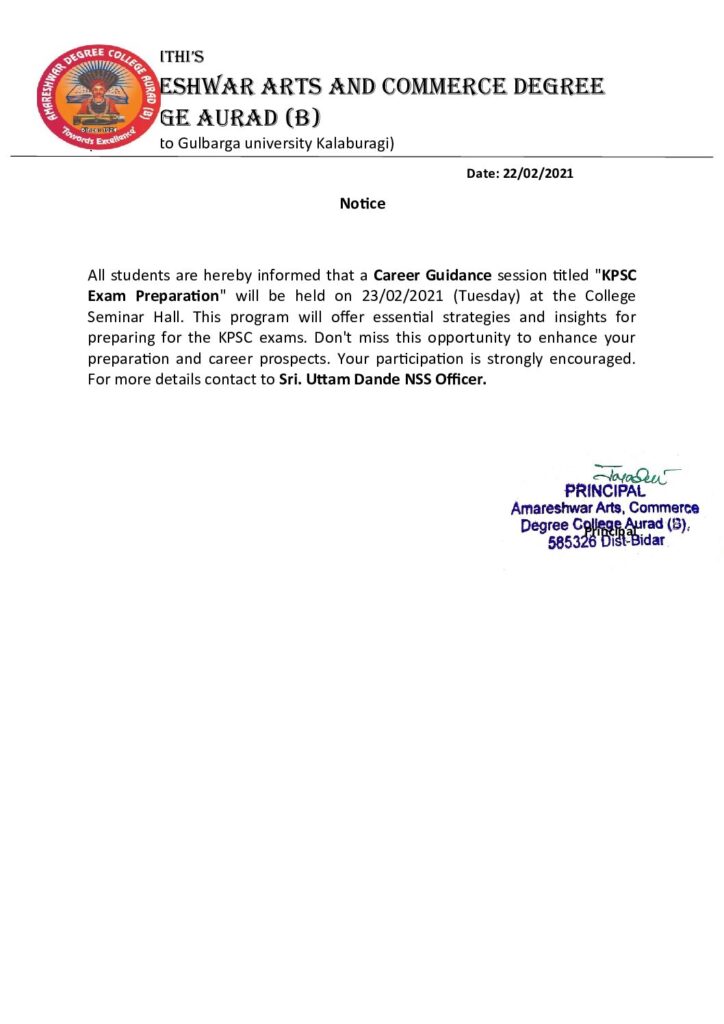 ITHI'S
ESHWAR ARTS AND COMMERCE DEGREE
GE AURAD (B)
to Gulbarga university Kalaburagi)
AMARESHWAR DEGREE COLLEGE AURAD (B)
"Towards Excellence"
Date: 22/02/2021
Notice
All students are hereby informed that a Career Guidance session titled "KPSC
Exam Preparation" will be held on 23/02/2021 (Tuesday) at the College
Seminar Hall. This program will offer essential strategies and insights for
preparing for the KPSC exams. Don't miss this opportunity to enhance your
preparation and career prospects. Your participation is strongly encouraged.
For more details contact to Sri. Uttam Dande NSS Officer.
PRINCIPAL
Amareshwar Arts, Commerce
Degree College Aurad (B).
Principal
585326 Dist-Bidar